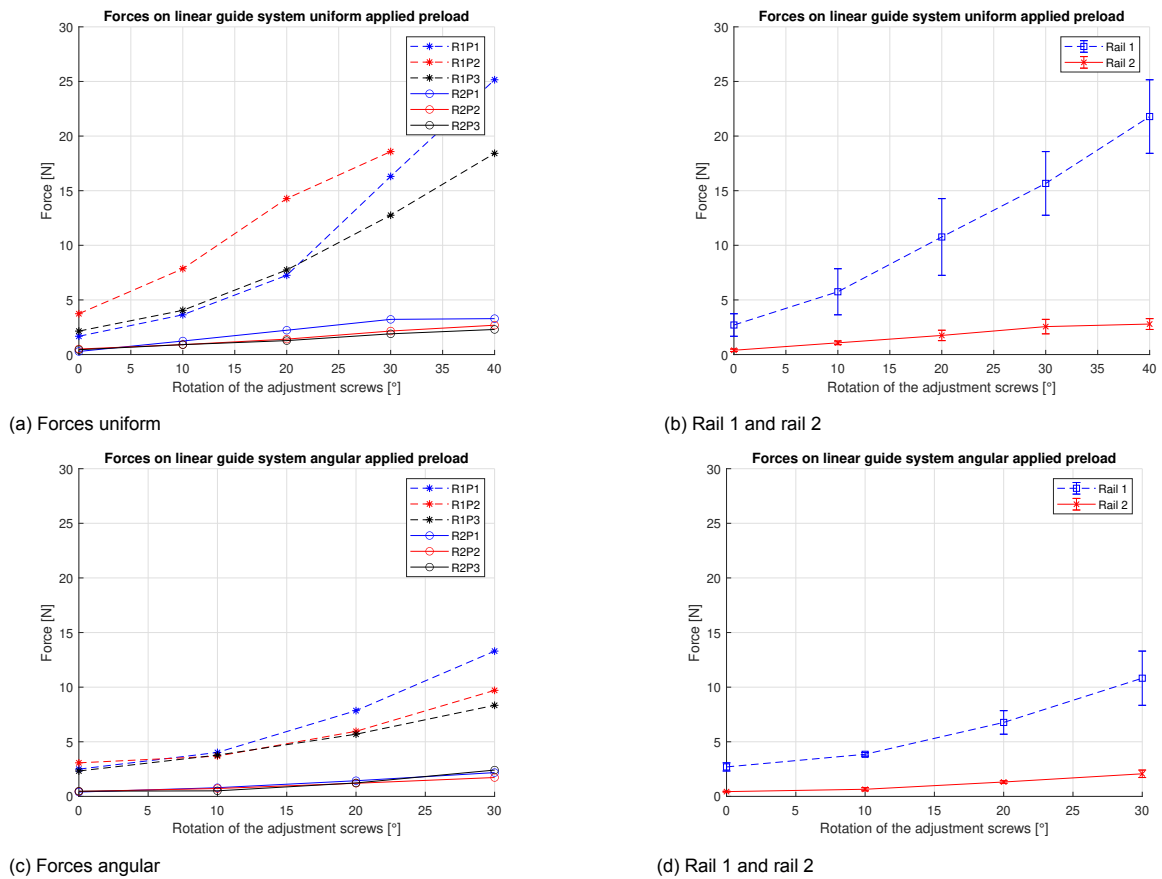 Forces on linear guide system uniform applied preload
30
25
20
15
10
5
0
Force [N]
R1P1
R1P2
R1P3
R2P1
R2P2
R2P3
0 5 10 15 20 25 30 35 40
Rotation of the adjustment screws [°]
(a) Forces uniform
Forces on linear guide system uniform applied preload
30
25
20
15
10
5
0
Force [N]
Rail 1
Rail 2
0 5 10 15 20 25 30 35 40
Rotation of the adjustment screws [°]
(b) Rail 1 and rail 2
Forces on linear guide system angular applied preload
30
25
20
15
10
5
0
Force [N]
R1P1
R1P2
R1P3
R2P1
R2P2
R2P3
0 5 10 15 20 25 30
Rotation of the adjustment screws [°]
(c) Forces angular
Forces on linear guide system angular applied preload
30
25
20
15
10
5
0
Force [N]
Rail 1
Rail 2
0 5 10 15 20 25 30
Rotation of the adjustment screws [°]
(d) Rail 1 and rail 2